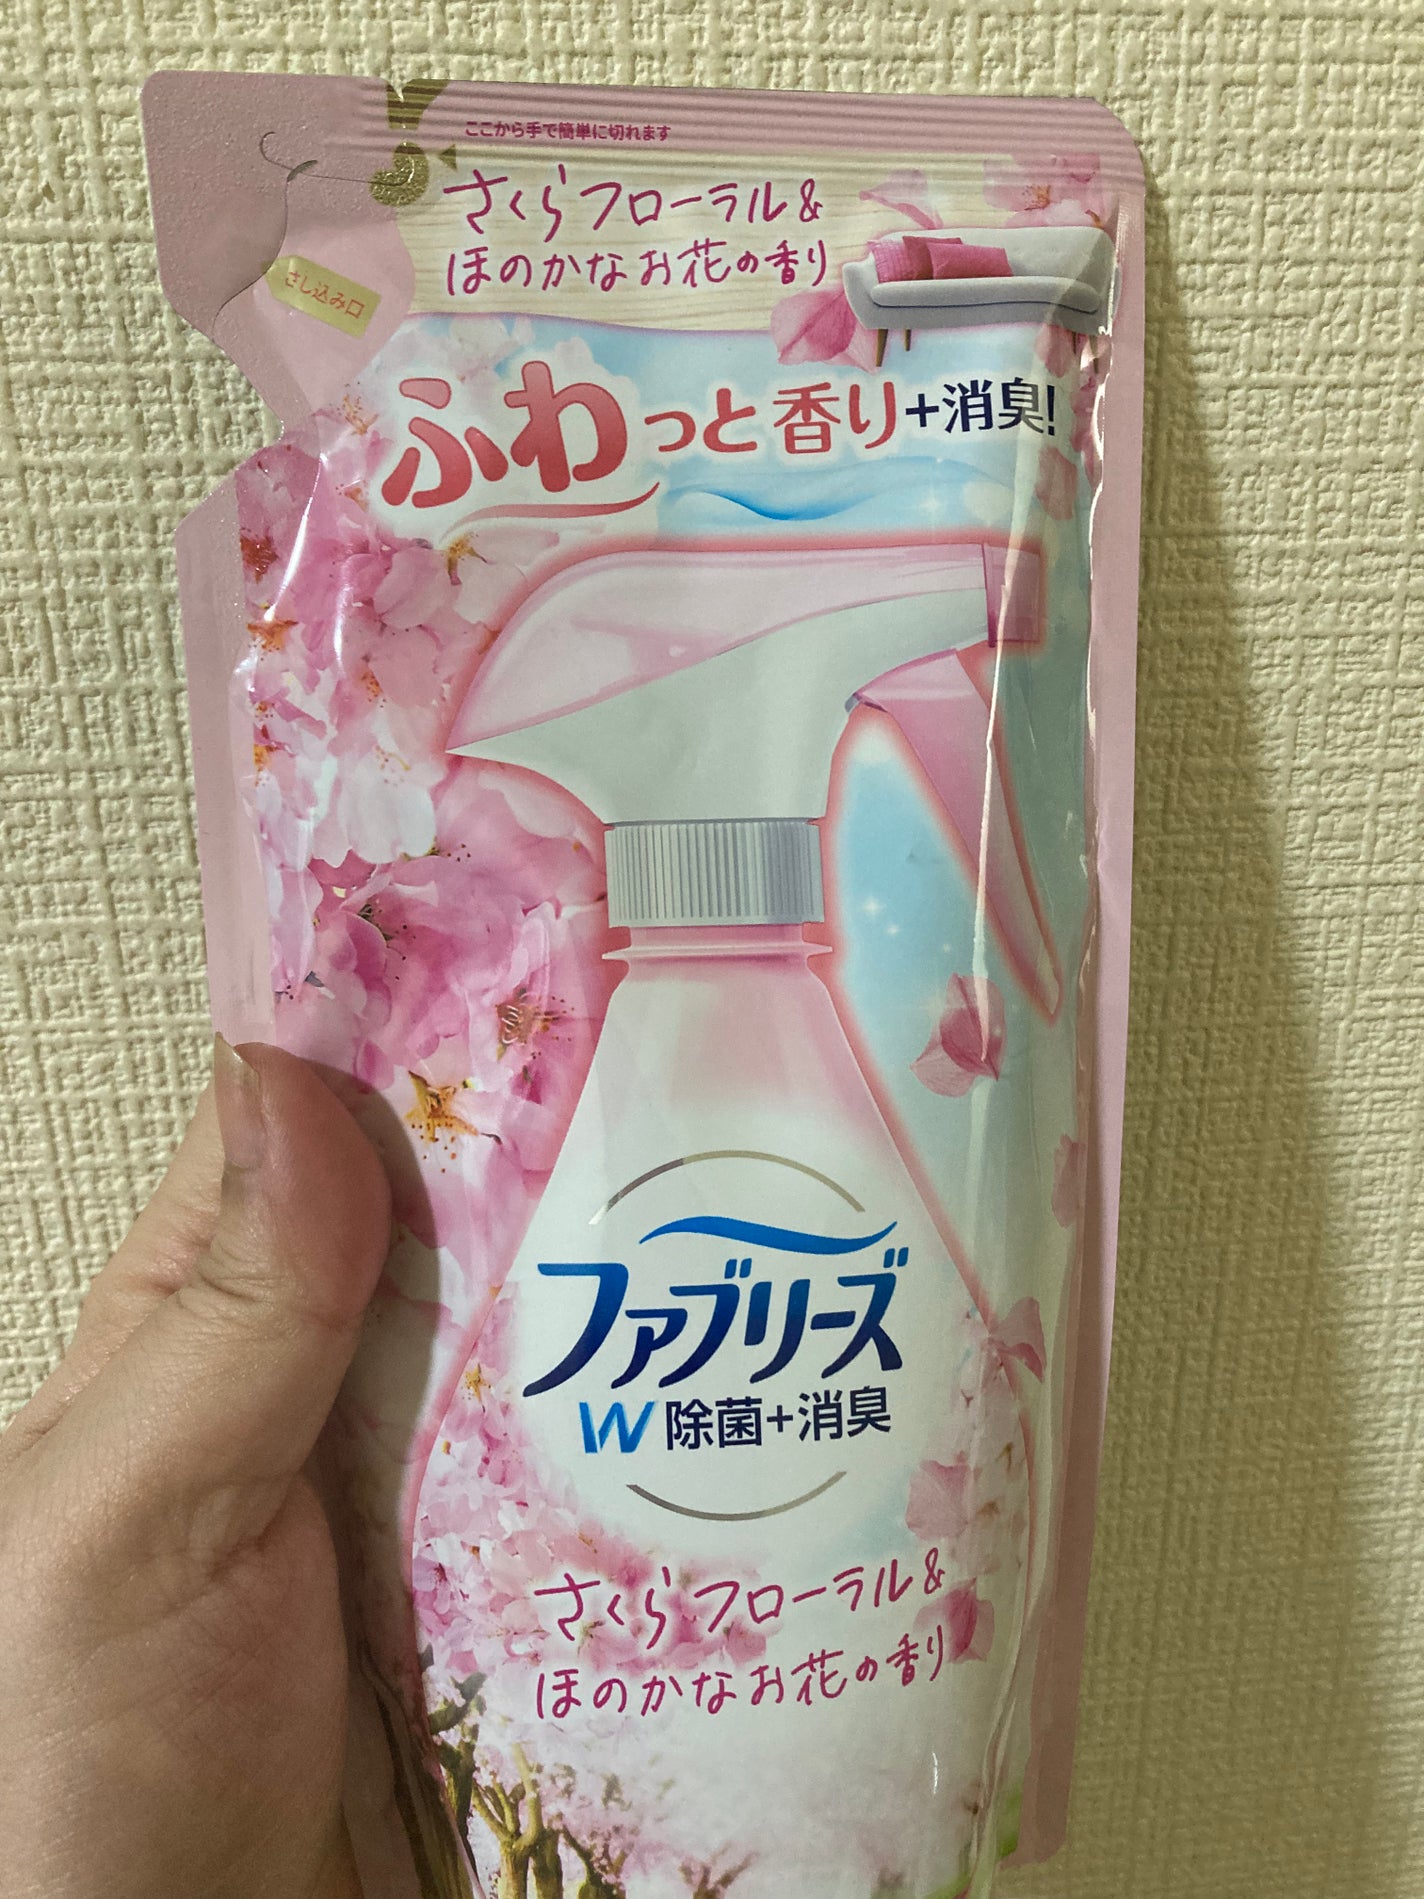 ここから手で簡単に切れます
さくらフローラル&
ほのかなお花の香り
さし込み口
ふわっと香り+消臭!
ファブリーズ
W除菌+消臭
さくらフローラル&
ほのかなお花の香り